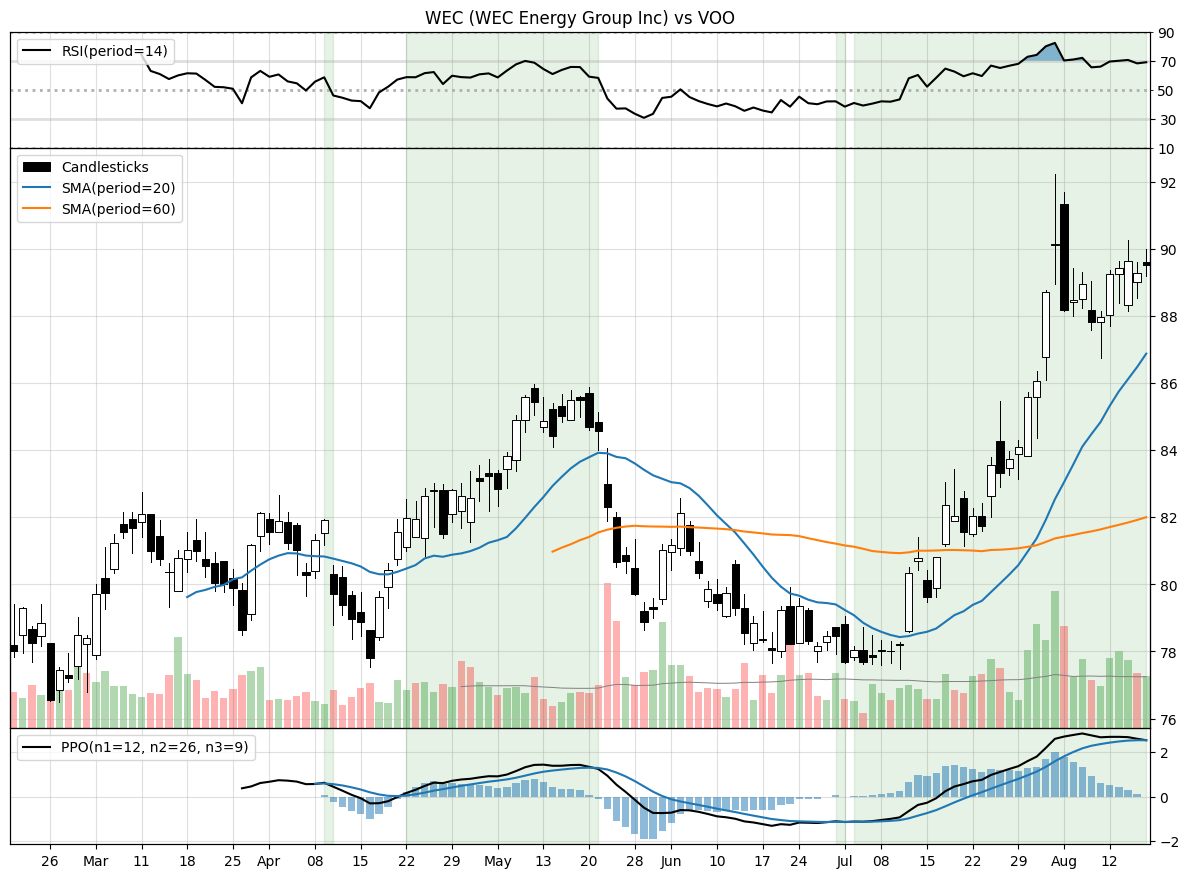 WEC (WEC Energy Group Inc) vs VOO
RSI(period=14)
90
70
50
30
10
Candlesticks
SMA(period=20)
SMA(period=60)
92
90
88
86
84
82
80
78
76
PPO(n1=12, n2=26, n3=9)
2
0
−2
26 Mar 11 18 25 Apr 08 15 22 29 May 13 20 28 Jun 10 17 24 Jul 08 15 22 29 Aug 12